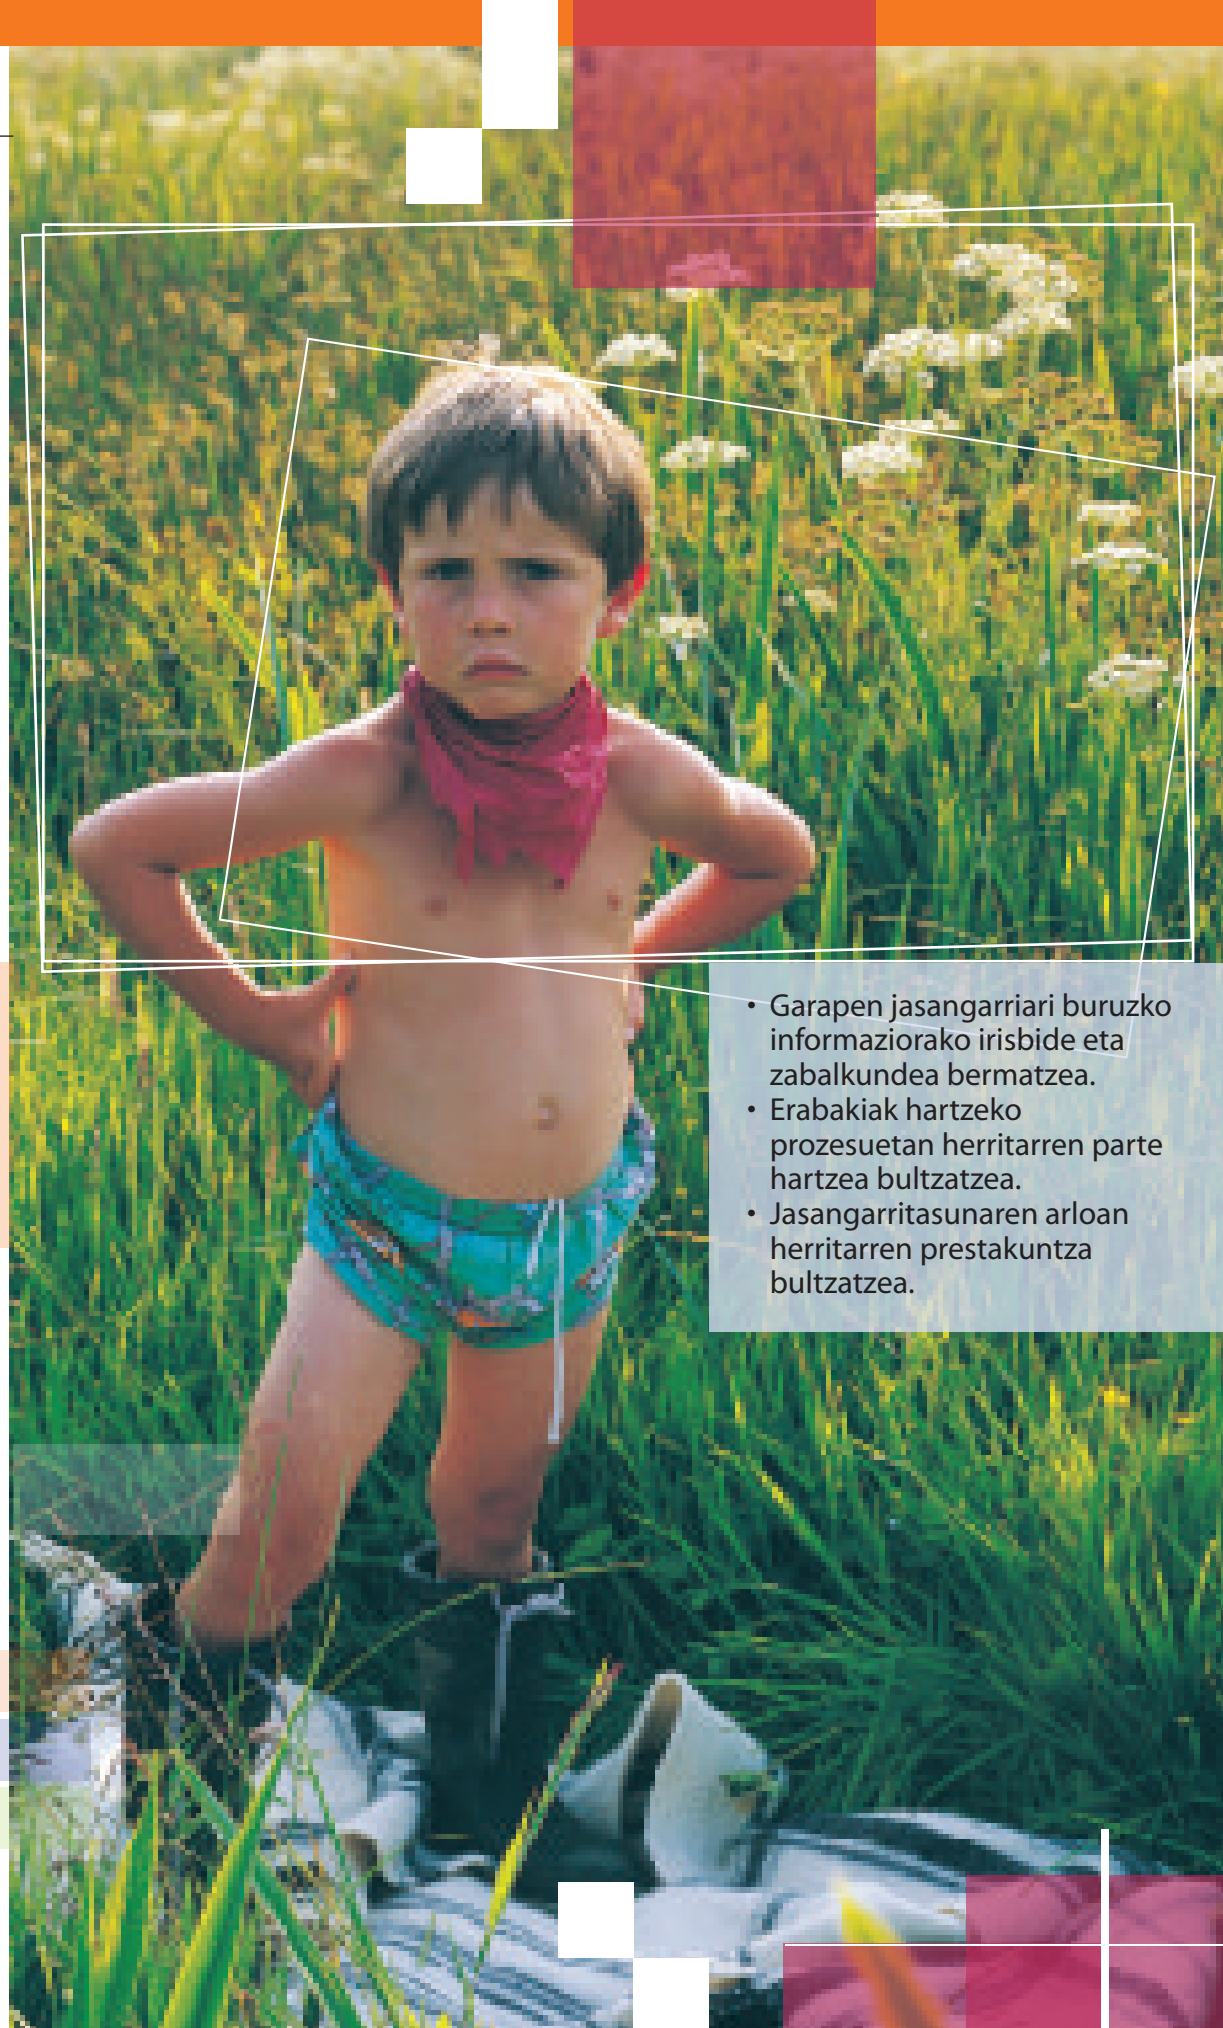 • Garapen jasangarriari buruzko
informaziorako irisbide eta
zabalkundea bermatzea.
• Erabakiak hartzeko
prozesuetan herritarren parte
hartzea bultzatzea.
• Jasangarritasunaren arloan
herritarren prestakuntza
bultzatzea.